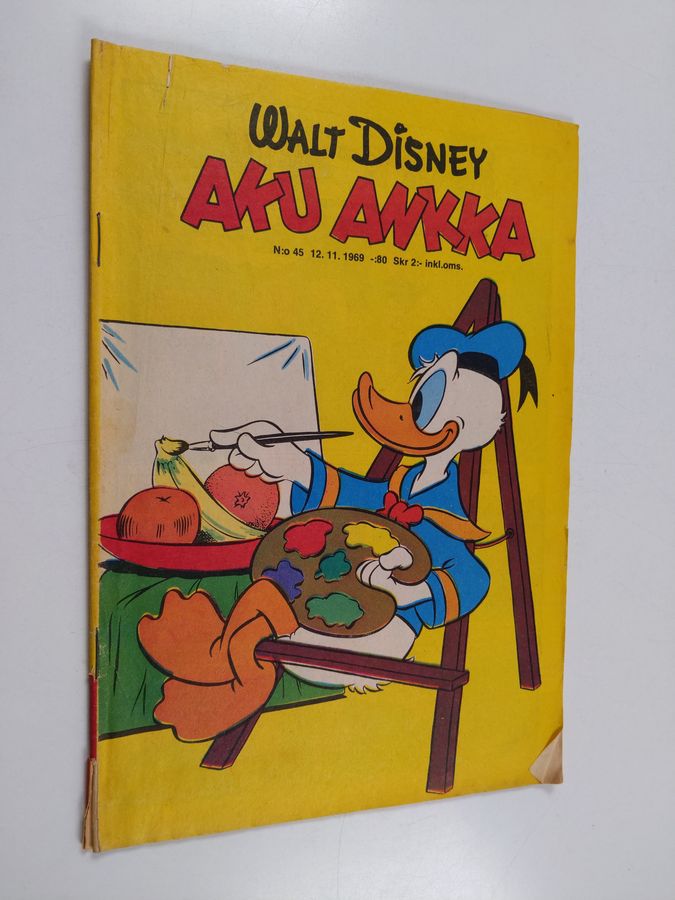 WALT DISNEY
AKU ANKKA
N:o 45 12. 11. 1969 -:80 Skr 2:- inkl.oms.